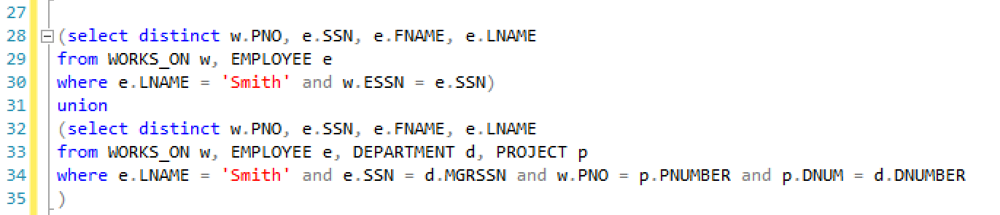 27
28 (select distinct w.PNO, e.SSN, e.FNAME, e.LNAME
29 from WORKS_ON w, EMPLOYEE e
30 where e.LNAME = 'Smith' and w.ESSN = e.SSN)
31 union
32 (select distinct w.PNO, e.SSN, e.FNAME, e.LNAME
33 from WORKS_ON w, EMPLOYEE e, DEPARTMENT d, PROJECT p
34 where e.LNAME = 'Smith' and e.SSN = d.MGRSSN and w.PNO = p.PNUMBER and p.DNUM = d.DNUMBER
35 )